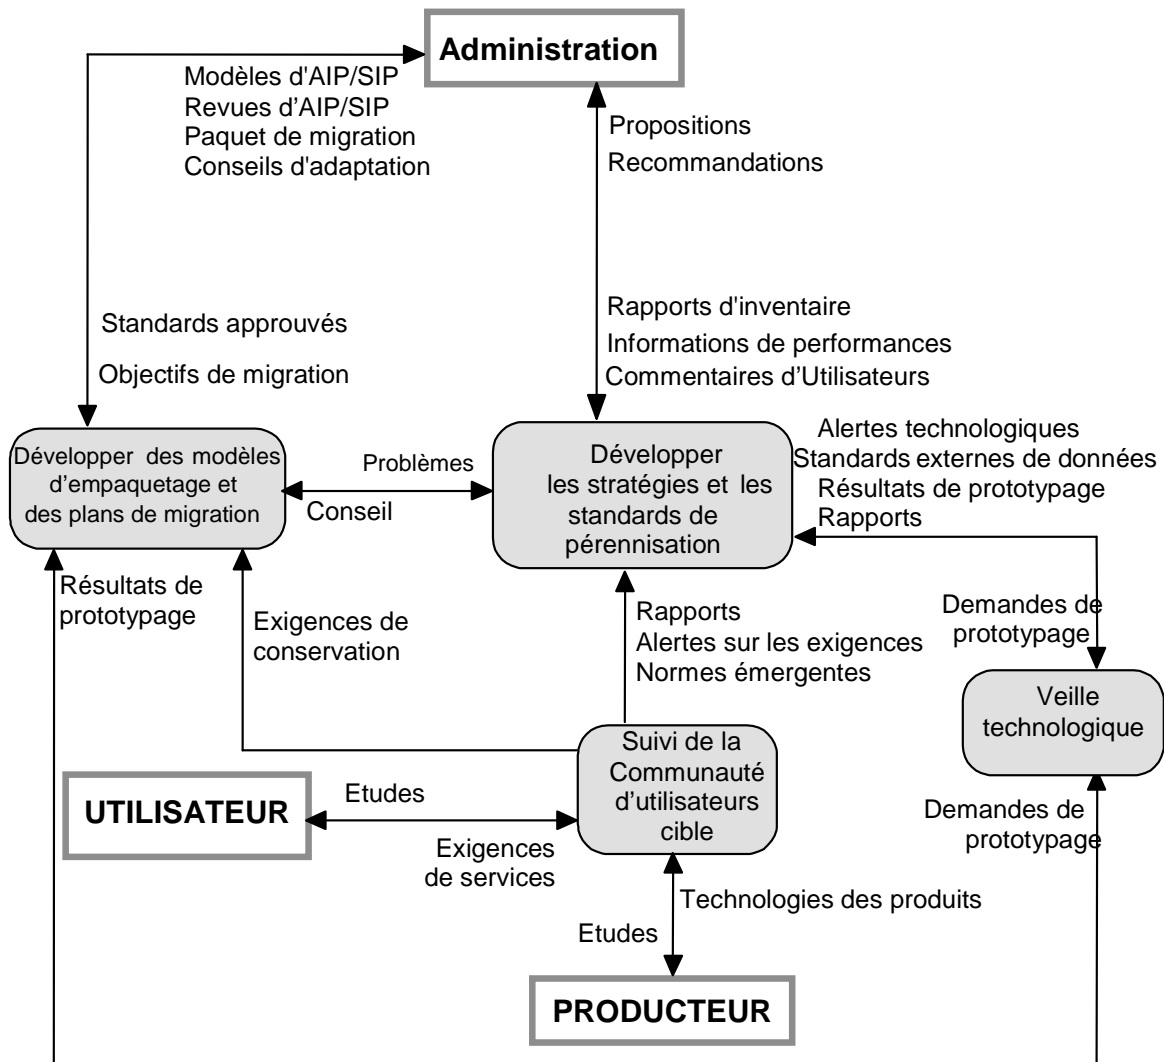 Administration
Modèles d'AIP/SIP
Revues d’AIP/SIP
Paquet de migration
Conseils d'adaptation
Propositions
Recommandations
Standards approuvés
Objectifs de migration
Rapports d'inventaire
Informations de performances
Commentaires d’Utilisateurs
Développer des modèles
d’empaquetage et
des plans de migration
Problèmes
Conseil
Développer
les stratégies et les
standards de
pérennisation
Alertes technologiques
Standards externes de données
Résultats de prototypage
Rapports
Résultats de
prototypage
Exigences de
conservation
Rapports
Alertes sur les exigences
Normes émergentes
Demandes de
prototypage
Veille
technologique
Suivi de la
Communauté
d’utilisateurs
cible
UTILISATEUR
Etudes
Exigences
de services
Demandes de
prototypage
Technologies des produits
Etudes
PRODUCTEUR